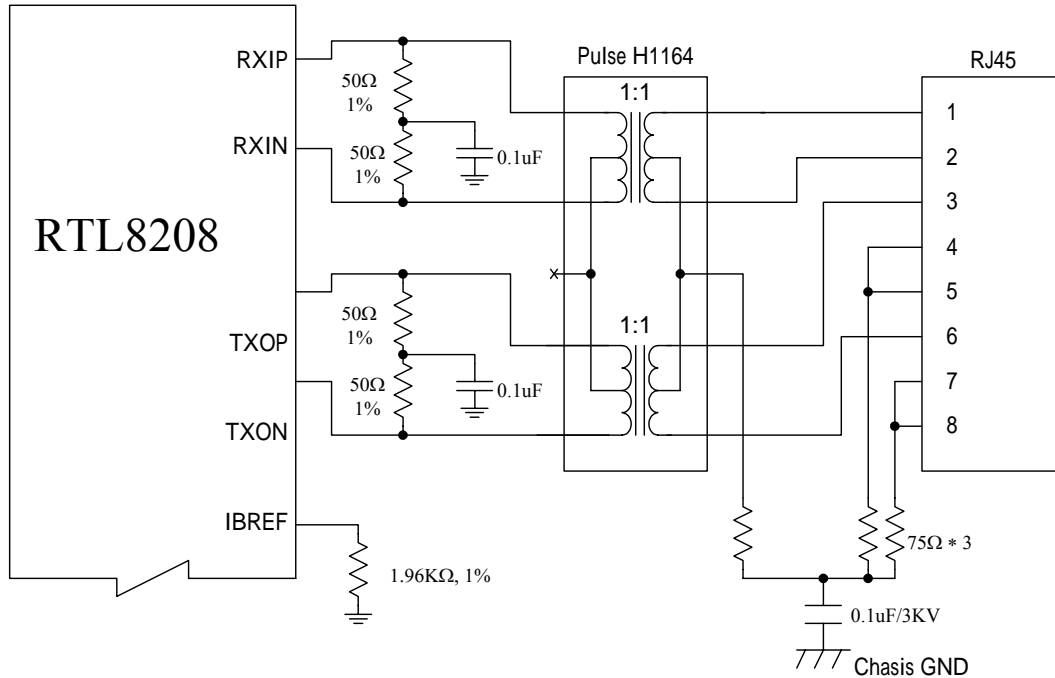 RTL8208
RXIP
RXIN
TXOP
TXON
IBREF
50Ω
1%
50Ω
1%
0.1uF
50Ω
1%
50Ω
1%
0.1uF
1.96KΩ, 1%
Pulse H1164
1:1
1:1
RJ45
1
2
3
4
5
6
7
8
75Ω * 3
0.1uF/3KV
Chasis GND